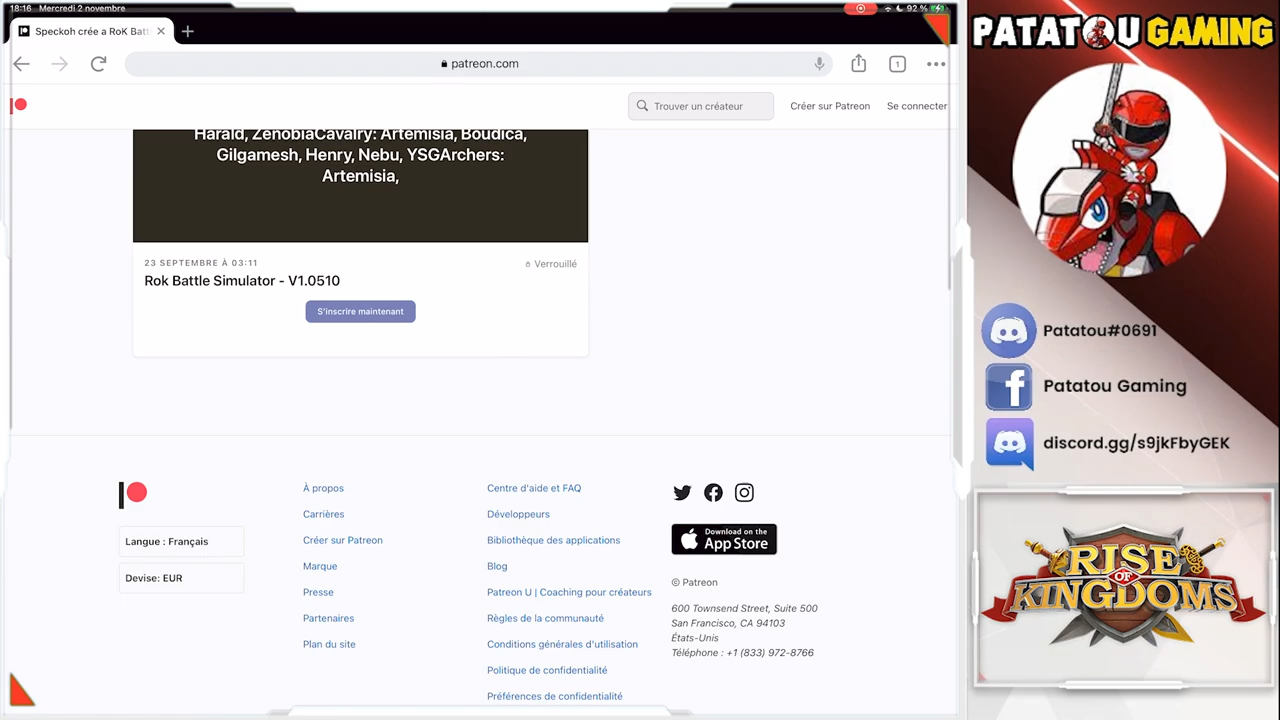 18:16 Mercredi 2 novembre
92 %
Speckoh crée a RoK Batt
patreon.com
1
Trouver un créateur
Créer sur Patreon
Se connecter
Harald, ZenobiaCavalry: Artemisia, Boudica,
Gilgamesh, Henry, Nebu, YSGArchers:
Artemisia,
23 SEPTEMBRE À 03:11
Verrouillé
Rok Battle Simulator - V1.0510
S'inscrire maintenant
Langue : Français
Devise: EUR
À propos
Carrières
Créer sur Patreon
Marque
Presse
Partenaires
Plan du site
Centre d'aide et FAQ
Développeurs
Bibliothèque des applications
Blog
Patreon U | Coaching pour créateurs
Règles de la communauté
Conditions générales d'utilisation
Politique de confidentialité
Préférences de confidentialité
Download on the
App Store
© Patreon
600 Townsend Street, Suite 500
San Francisco, CA 94103
États-Unis
Téléphone : +1 (833) 972-8766
PATATOU GAMING
Patatou#0691
Patatou Gaming
discord.gg/s9jkFbyGEK
RISE
OF
KINGDOMS